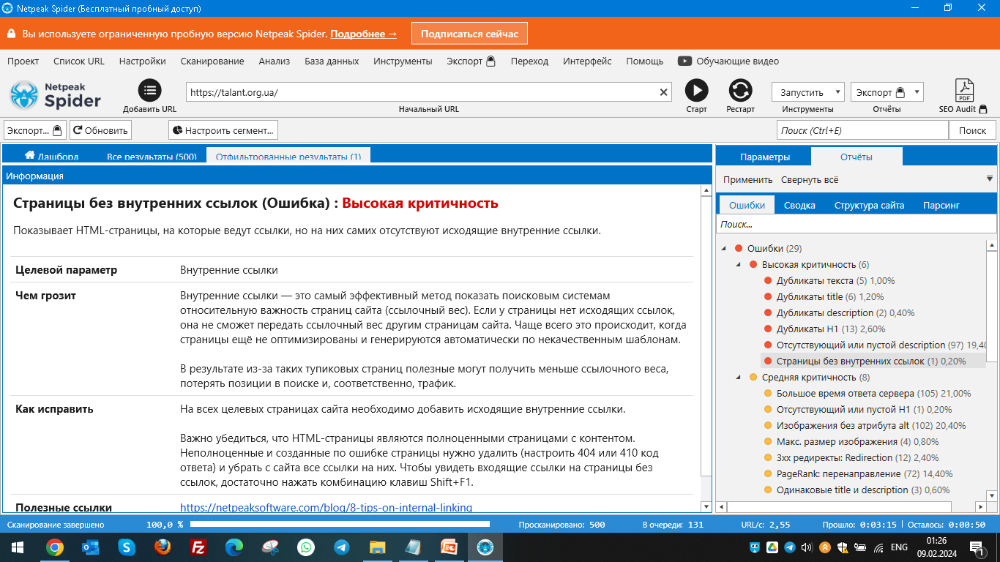 Netpeak Spider (Бесплатный пробный доступ)
Вы используете ограниченную пробную версию Netpeak Spider. Подробнее → Подписаться сейчас
Проект Список URL Настройки Сканирование Анализ База данных Инструменты Экспорт Переход Интерфейс Помощь Обучающие видео
Netpeak Spider
Добавить URL
https://talant.org.ua/
Начальный URL
Старт
Рестарт
Запустить
Инструменты
Экспорт
Отчёты
PDF
SEO Audit
Экспорт... Обновить Настроить сегмент... Поиск (Ctrl+E) Поиск
Дашборд Все результаты (500) Отфильтрованные результаты (1)
Информация
Страницы без внутренних ссылок (Ошибка) : Высокая критичность
Показывает HTML-страницы, на которые ведут ссылки, но на них самих отсутствуют исходящие внутренние ссылки.
Целевой параметр Внутренние ссылки
Чем грозит Внутренние ссылки — это самый эффективный метод показать поисковым системам
относительную важность страниц сайта (ссылочный вес). Если у страницы нет исходящих ссылок,
она не сможет передать ссылочный вес другим страницам сайта. Чаще всего это происходит, когда
страницы ещё не оптимизированы и генерируются автоматически по некачественным шаблонам.
В результате из-за таких тупиковых страниц полезные могут получить меньше ссылочного веса,
потерять позиции в поиске и, соответственно, трафик.
Как исправить На всех целевых страницах сайта необходимо добавить исходящие внутренние ссылки.
Важно убедиться, что HTML-страницы являются полноценными страницами с контентом.
Неполноценные и созданные по ошибке страницы нужно удалить (настроить 404 или 410 код
ответа) и убрать с сайта все ссылки на них. Чтобы увидеть входящие ссылки на страницы без
ссылок, достаточно нажать комбинацию клавиш Shift+F1.
Полезные ссылки https://netpeaksoftware.com/blog/8-tips-on-internal-linking
Параметры Отчёты
Применить Свернуть всё
Ошибки Сводка Структура сайта Парсинг
Поиск...
Ошибки (29)
Высокая критичность (6)
Дубликаты текста (5) 1,00%
Дубликаты title (6) 1,20%
Дубликаты description (2) 0,40%
Дубликаты H1 (13) 2,60%
Отсутствующий или пустой description (97) 19,40
Страницы без внутренних ссылок (1) 0,20%
Средняя критичность (8)
Большое время ответа сервера (105) 21,00%
Отсутствующий или пустой H1 (1) 0,20%
Изображения без атрибута alt (102) 20,40%
Макс. размер изображения (4) 0,80%
3xx редиректы: Redirection (12) 2,40%
PageRank: перенаправление (72) 14,40%
Одинаковые title и description (3) 0,60%
Сканирование завершено 100,0 % Просканировано: 500 В очереди: 131 URL/с: 2,55 Прошло: 0:03:15 Осталось: 0:00:50
ENG
01:26
09.02.2024
1